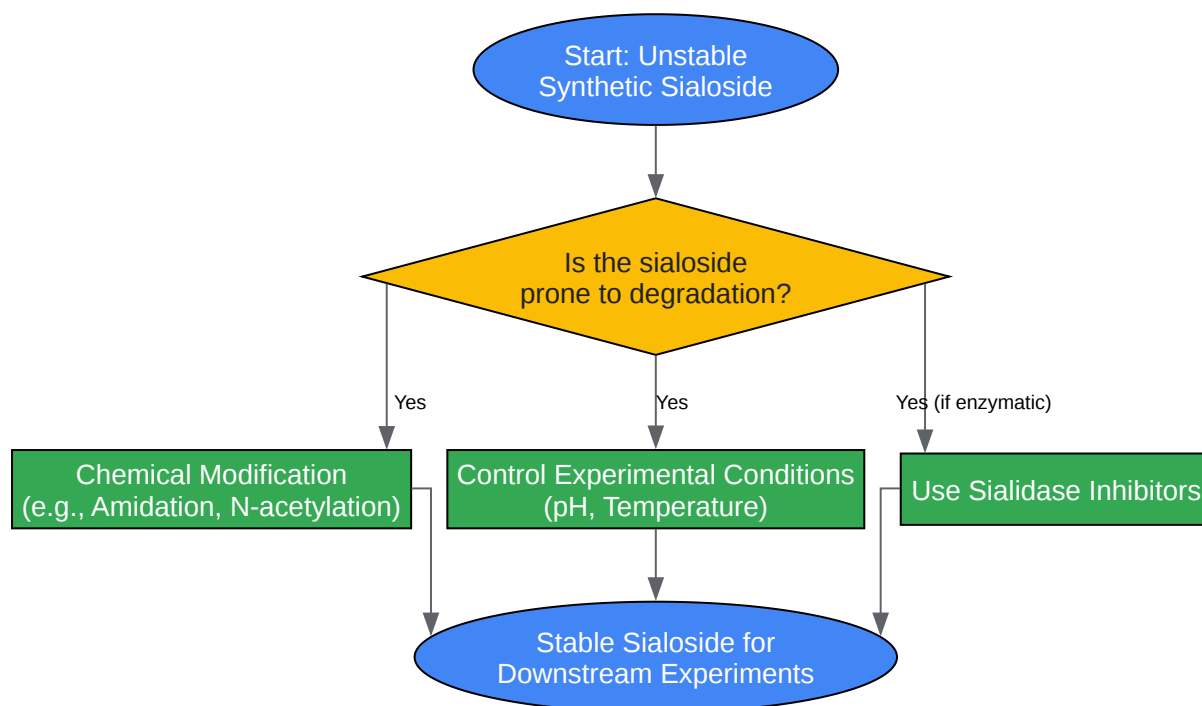 Start: Unstable
Synthetic Sialoside
Is the sialoside
prone to degradation?
Yes
Yes
Yes (if enzymatic)
Chemical Modification
(e.g., Amidation, N-acetylation)
Control Experimental Conditions
(pH, Temperature)
Use Sialidase Inhibitors
Stable Sialoside for
Downstream Experiments